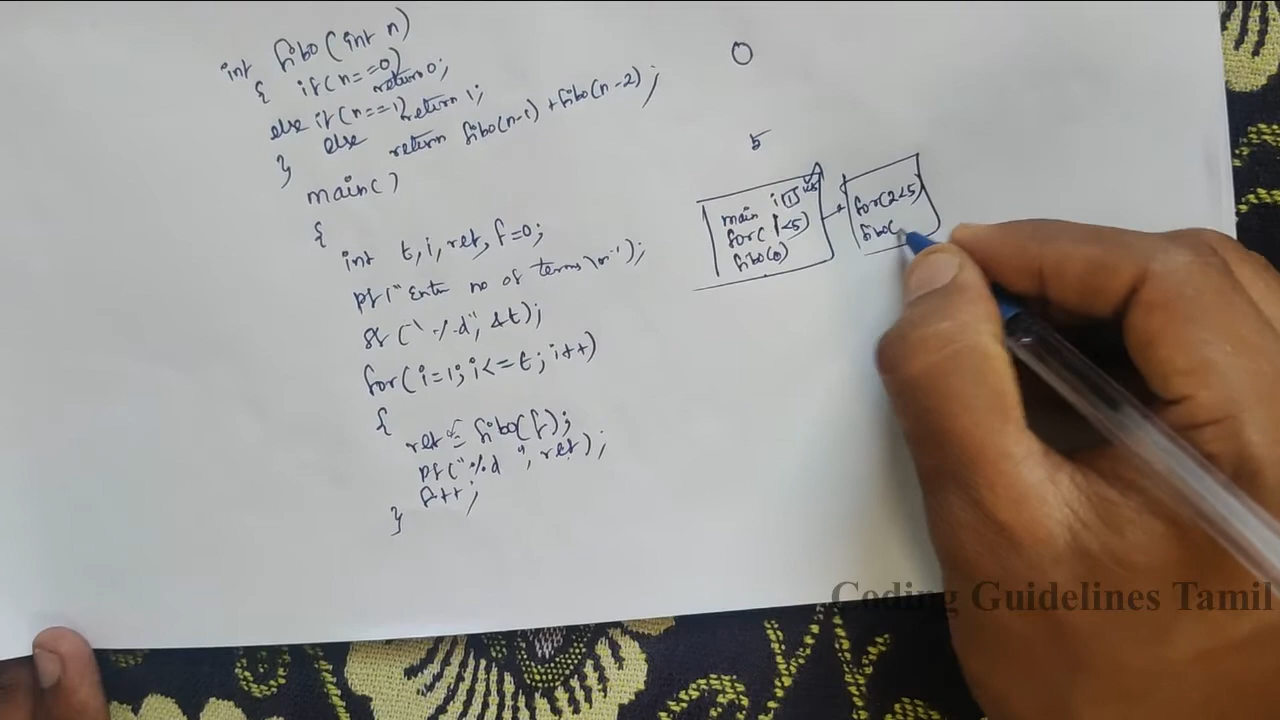 int fibo(int n)
{ if(n==0)
return 0;
else if(n==1) return 1;
else
return fibo(n-1) + fibo(n-2);
}
main()
{
int t, i, ret, f=0;
pf("Enter no of terms\n");
sf("%d", &t);
for(i=1; i<=t; i++)
{
ret = fibo(f);
pf("%d ", ret);
f++;
}
0
5
main i 1
for(1<5)
fibo(0)
for(2<5)
fibo(
Coding Guidelines Tamil